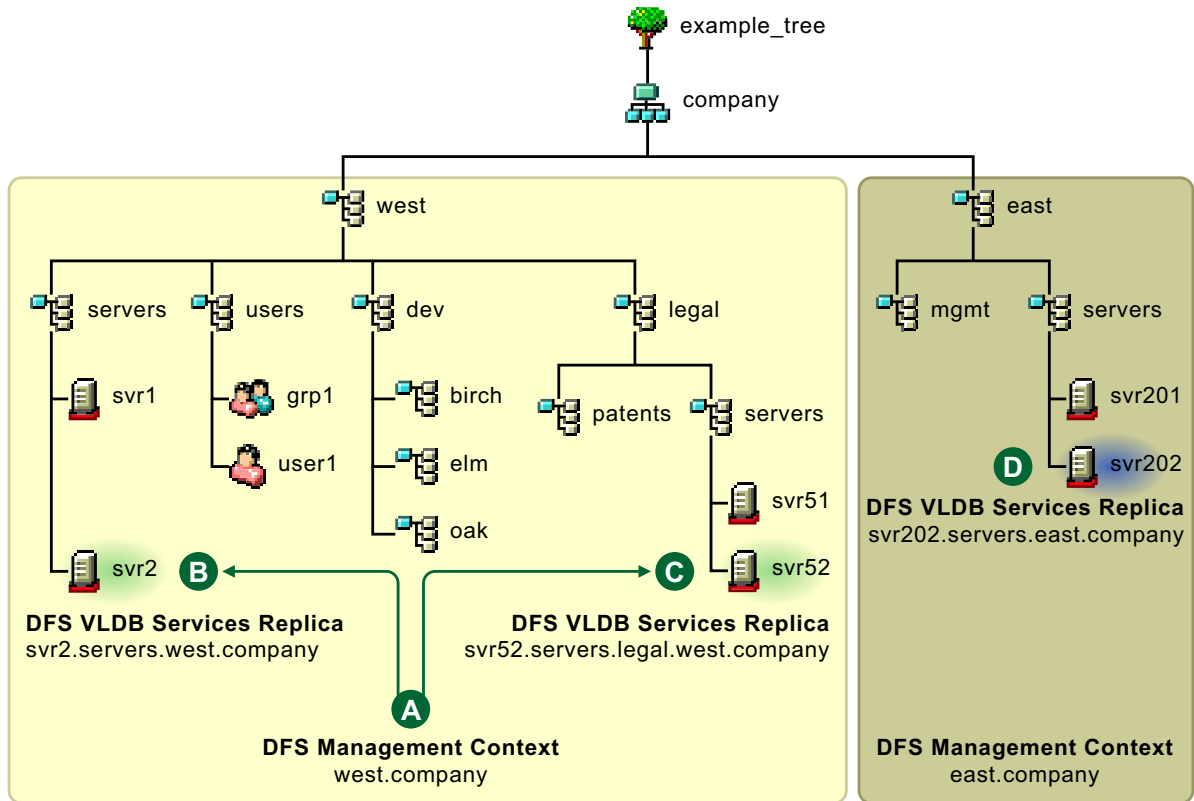 example_tree
company
west
east
servers
users
dev
legal
mgmt
servers
svr1
grp1
birch
patents
servers
svr201
user1
elm
D
svr202
svr51
DFS VLDB Services Replica
svr202.servers.east.company
oak
svr2
B
C
svr52
DFS VLDB Services Replica
svr2.servers.west.company
DFS VLDB Services Replica
svr52.servers.legal.west.company
A
DFS Management Context
west.company
DFS Management Context
east.company